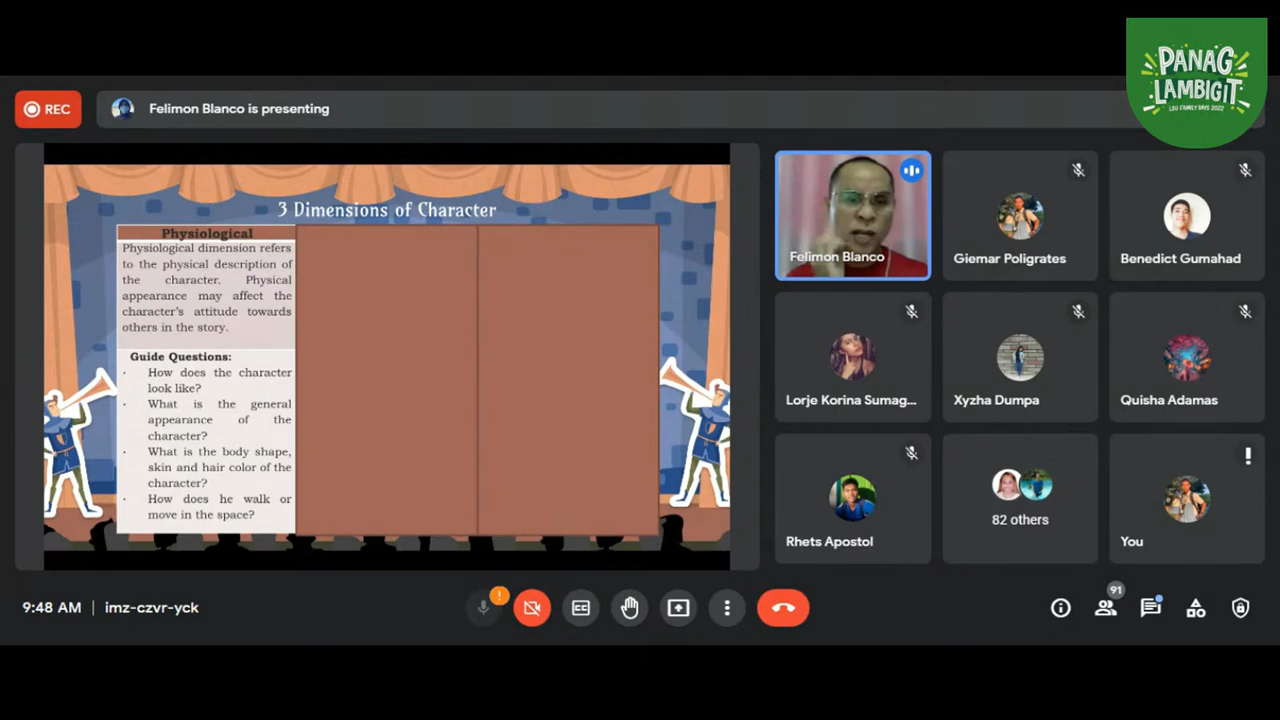 PANAG
LAMBIGIT
LSU FAMILY DAYS 2022
REC
Felimon Blanco is presenting
3 Dimensions of Character
Physiological
Physiological dimension refers
to the physical description of
the character. Physical
appearance may affect the
character's attitude towards
others in the story.
Guide Questions:
· How does the character
look like?
· What is the general
appearance of the
character?
· What is the body shape,
skin and hair color of the
character?
· How does he walk or
move in the space?
Felimon Blanco
Giemar Poligrates
Benedict Gumahad
Lorje Korina Sumag...
Xyzha Dumpa
Quisha Adamas
Rhets Apostol
82 others
You
9:48 AM | imz-czvr-yck
91